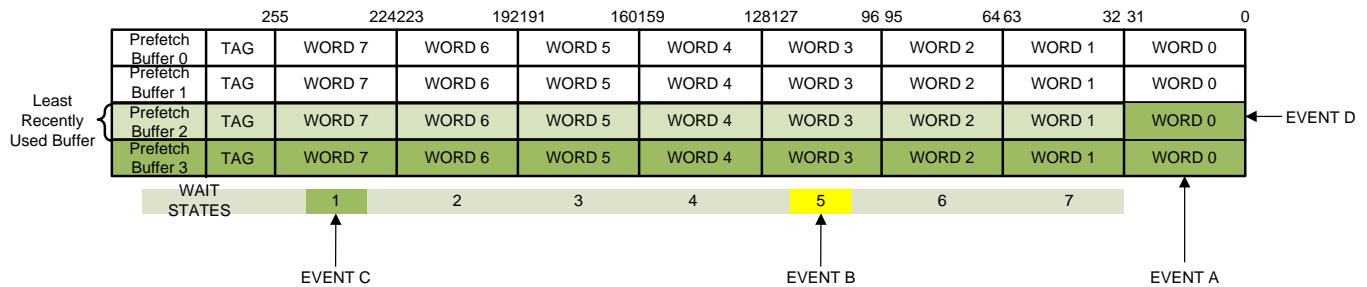 255 224223 192191 160159 128127 96 95 64 63 32 31 0
Prefetch Buffer 0 TAG WORD 7 WORD 6 WORD 5 WORD 4 WORD 3 WORD 2 WORD 1 WORD 0
Prefetch Buffer 1 TAG WORD 7 WORD 6 WORD 5 WORD 4 WORD 3 WORD 2 WORD 1 WORD 0
Least
Recently
Used Buffer
Prefetch Buffer 2 TAG WORD 7 WORD 6 WORD 5 WORD 4 WORD 3 WORD 2 WORD 1 WORD 0 EVENT D
Prefetch Buffer 3 TAG WORD 7 WORD 6 WORD 5 WORD 4 WORD 3 WORD 2 WORD 1 WORD 0
WAIT STATES 1 2 3 4 5 6 7
EVENT C EVENT B EVENT A